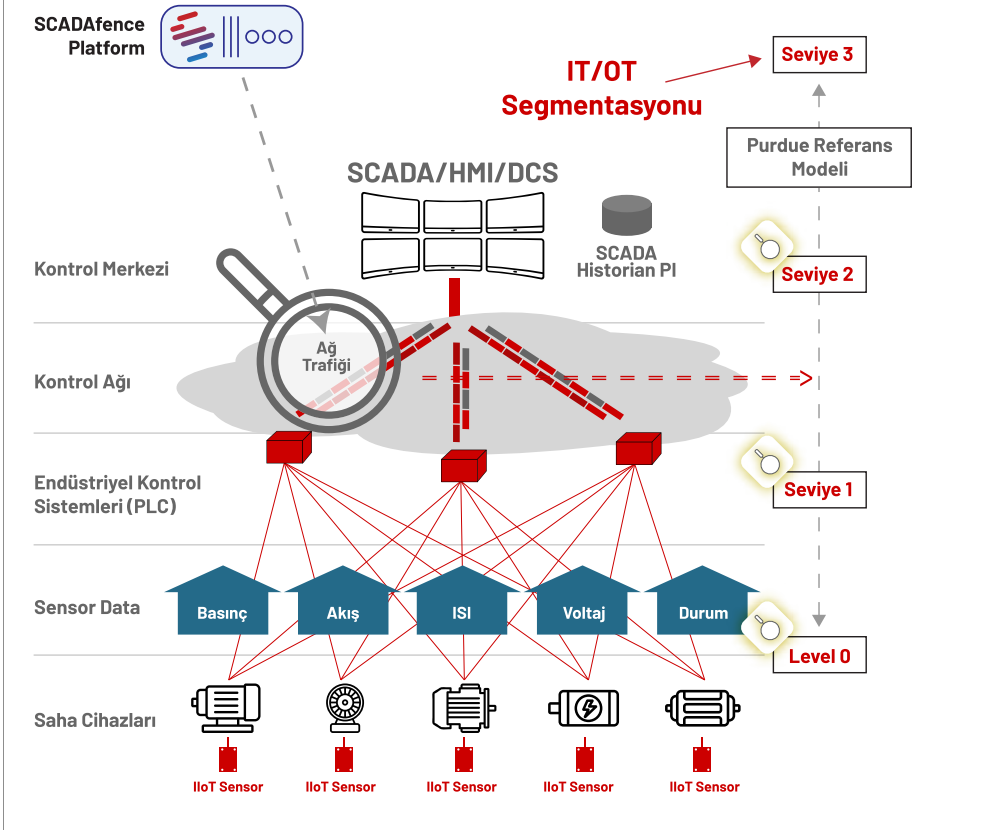 SCADAfence
Platform
IT/OT
Segmentasyonu
Seviye 3
Purdue Referans
Modeli
SCADA/HMI/DCS
SCADA
Historian PI
Kontrol Merkezi
Seviye 2
Ağ
Trafiği
Kontrol Ağı
Endüstriyel Kontrol
Sistemleri (PLC)
Seviye 1
Sensor Data
Basınç
Akış
ISI
Voltaj
Durum
Level 0
Saha Cihazları
IIoT Sensor
IIoT Sensor
IIoT Sensor
IIoT Sensor
IIoT Sensor